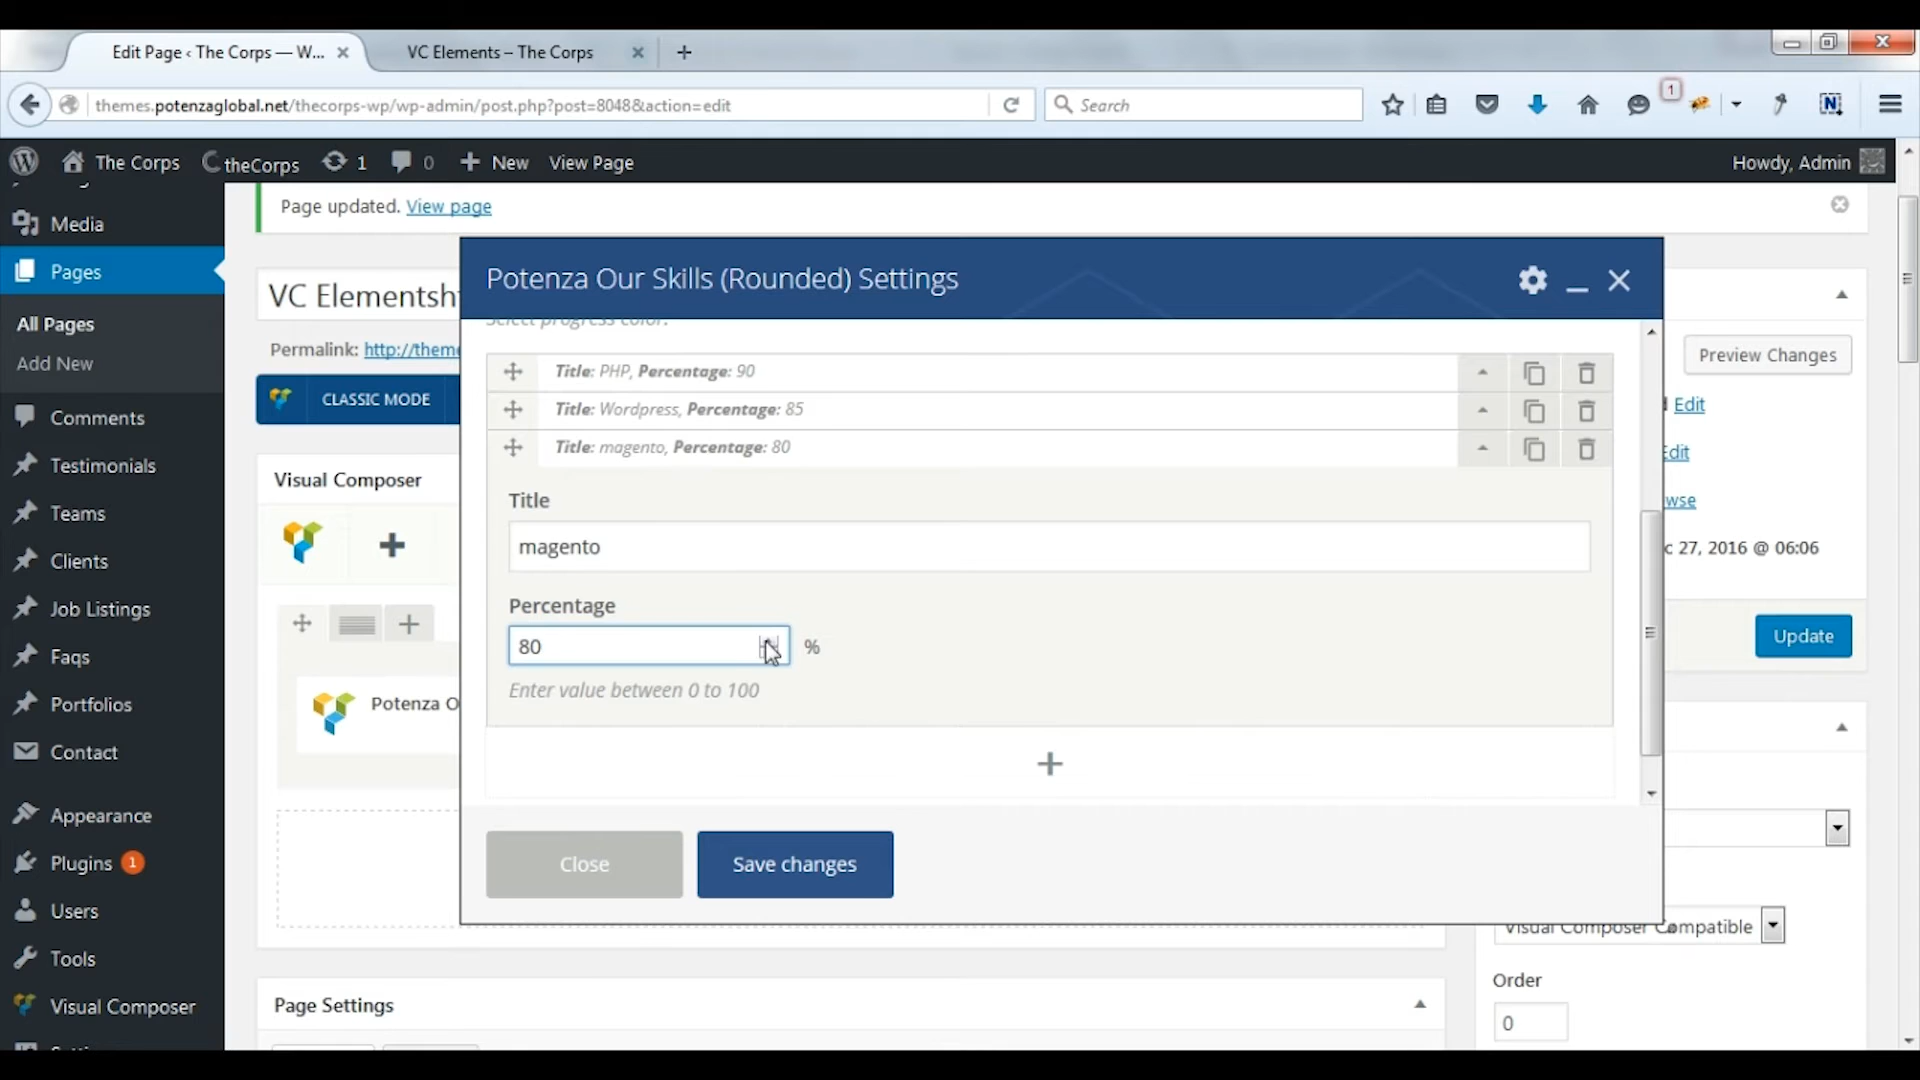 Edit Page ‹ The Corps — W...
VC Elements – The Corps
themes.potenzaglobal.net/thecorps-wp/wp-admin/post.php?post=8048&action=edit
Search
1
The Corps
theCorps
1
0
New
View Page
Howdy, Admin
Media
Pages
All Pages
Add New
Comments
Testimonials
Teams
Clients
Job Listings
Faqs
Portfolios
Contact
Appearance
Plugins 1
Users
Tools
Visual Composer
Page updated. View page
VC Elementsh
Permalink: http://theme
CLASSIC MODE
Visual Composer
Potenza O
Page Settings
Potenza Our Skills (Rounded) Settings
Select progress color.
Title: PHP, Percentage: 90
Title: Wordpress, Percentage: 85
Title: magento, Percentage: 80
Title
magento
Percentage
80 %
Enter value between 0 to 100
Close
Save changes
Preview Changes
Edit
Edit
wse
c 27, 2016 @ 06:06
Update
Visual Composer Compatible
Order
0